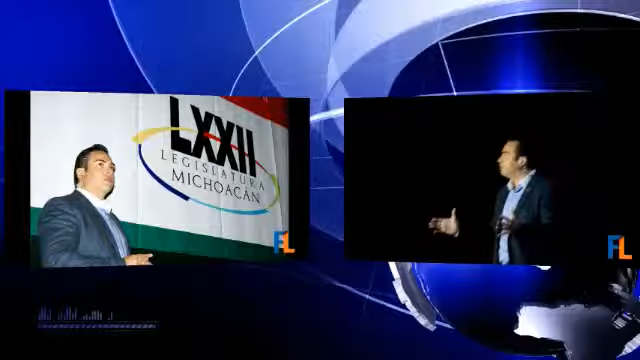 LXXII
LEGISLATURA
MICHOACÁN
FL
FL